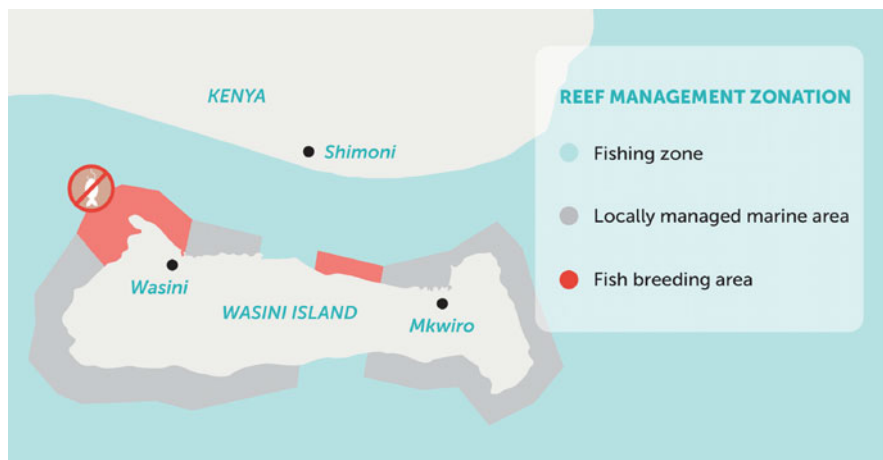 KENYA
Shimoni
Wasini
WASINI ISLAND
Mkwiro
REEF MANAGEMENT ZONATION
Fishing zone
Locally managed marine area
Fish breeding area